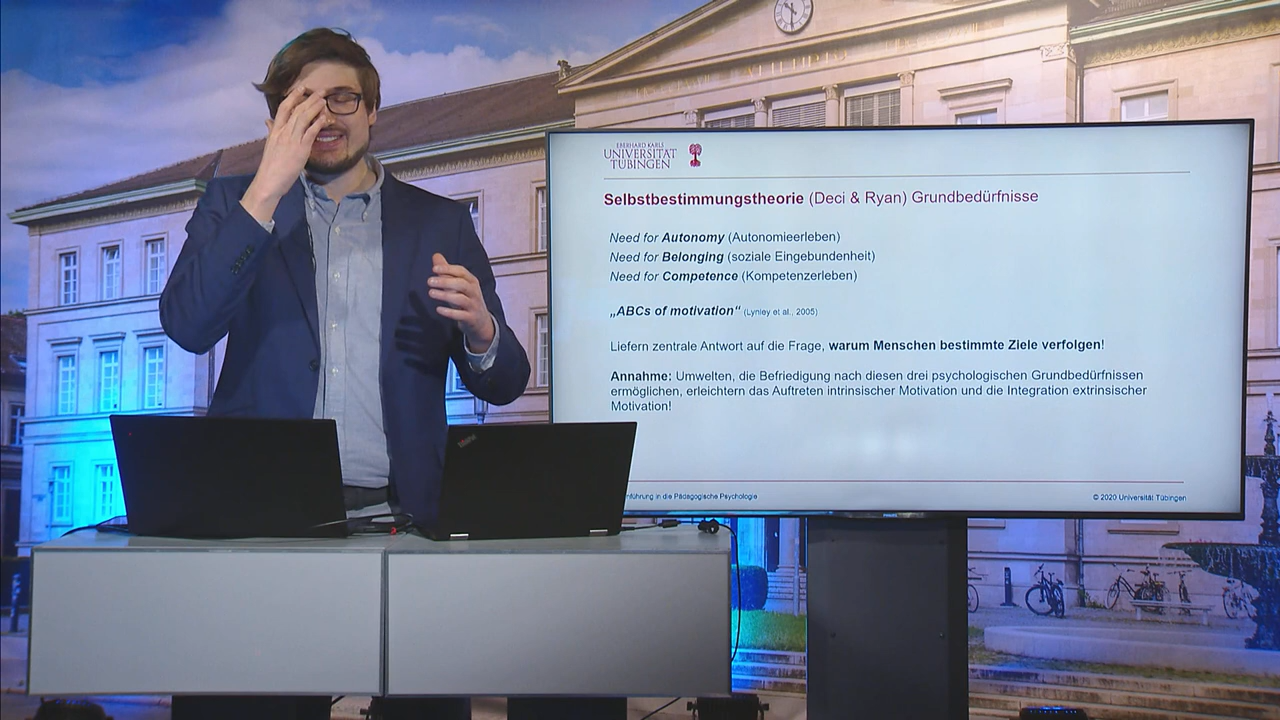 EBERHARD KARLS
UNIVERSITÄT
TÜBINGEN
Selbstbestimmungstheorie (Deci & Ryan) Grundbedürfnisse
Need for Autonomy (Autonomieerleben)
Need for Belonging (soziale Eingebundenheit)
Need for Competence (Kompetenzerleben)
„ABCs of motivation“ (Lynley et al., 2005)
Liefern zentrale Antwort auf die Frage, warum Menschen bestimmte Ziele verfolgen!
Annahme: Umwelten, die Befriedigung nach diesen drei psychologischen Grundbedürfnissen
ermöglichen, erleichtern das Auftreten intrinsischer Motivation und die Integration extrinsischer
Motivation!
nführung in die Pädagogische Psychologie
© 2020 Universität Tübingen